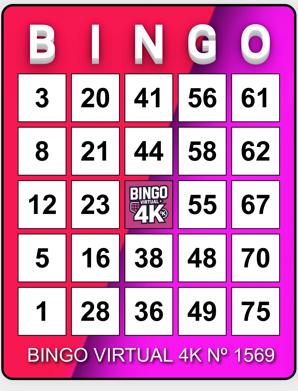 BINGO
3 20 41 56 61
8 21 44 58 62
12 23 BINGO VIRTUAL 4K 55 67
5 16 38 48 70
1 28 36 49 75
BINGO VIRTUAL 4K Nº 1569